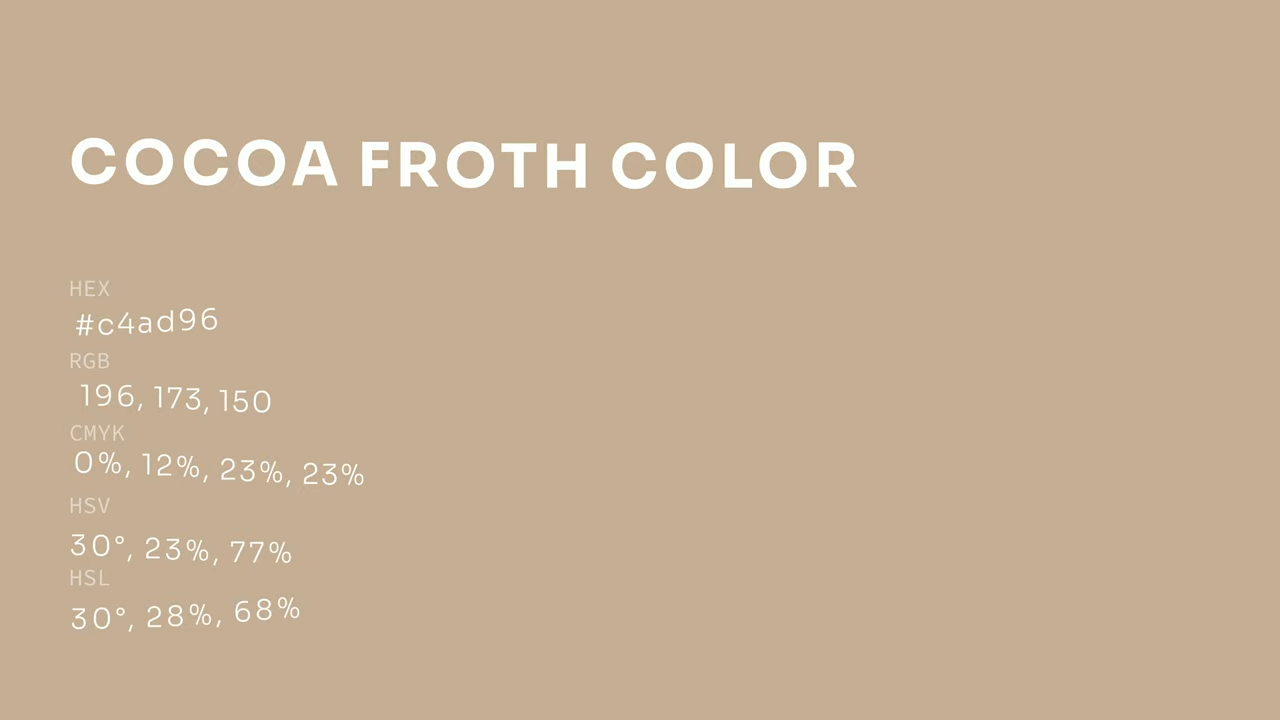 COCOA FROTH COLOR
HEX
#c4ad96
RGB
196, 173, 150
CMYK
0%, 12%, 23%, 23%
HSV
30°, 23%, 77%
HSL
30°, 28%, 68%